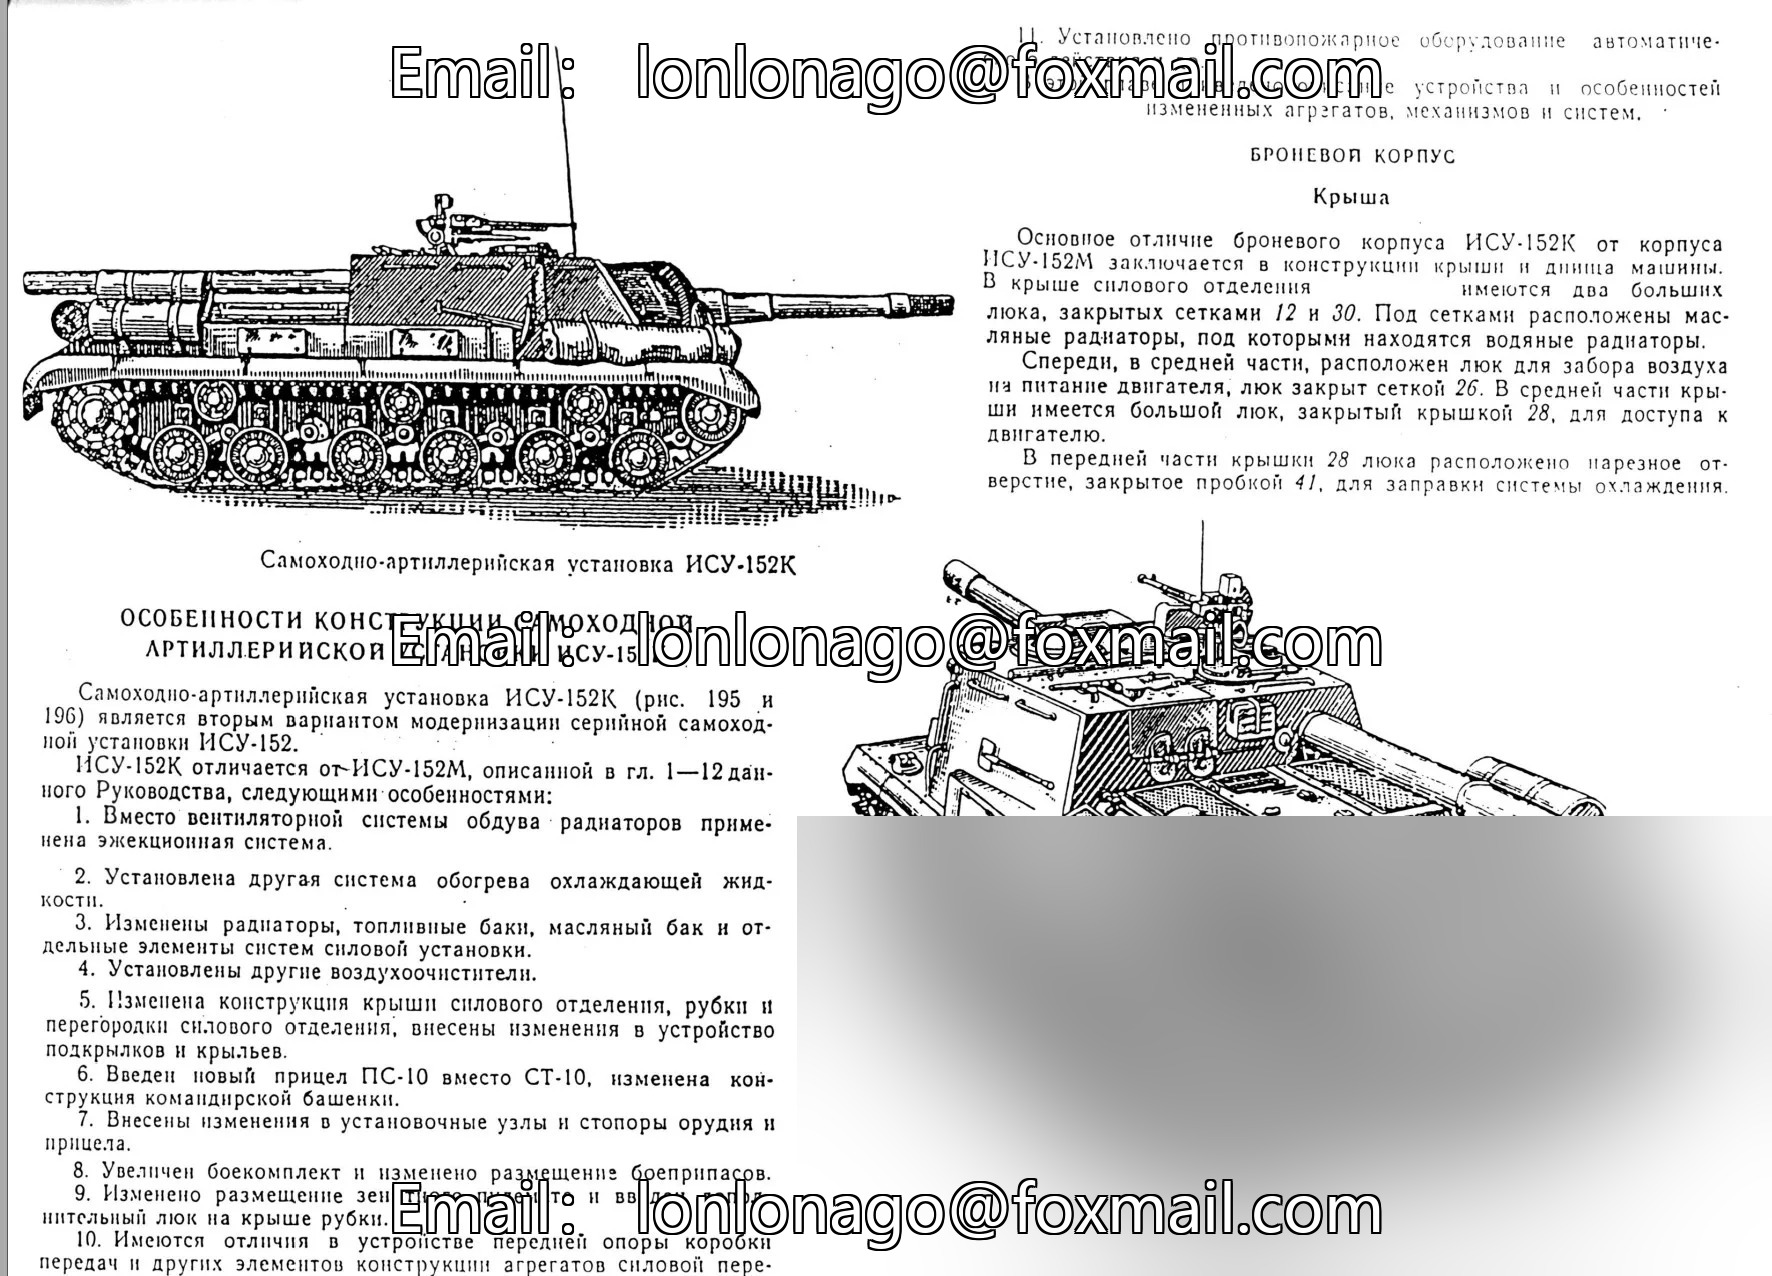 Email: lonlonago@foxmail.com
Самоходно-артиллерийская установка ИСУ-152К
ОСОБЕННОСТИ КОНСТРУКЦИИ САМОХОДНОЙ
АРТИЛЛЕРИЙСКОЙ
Email: lonlonago@foxmail.com
Самоходно-артиллерийская установка ИСУ-152К (рис. 195 и
196) является вторым вариантом модернизации серийной самоход-
ной установки ИСУ-152.
ИСУ-152К отличается от ИСУ-152М, описанной в гл. 1—12 дан-
ного Руководства, следующими особенностями:
1. Вместо вентиляторной системы обдува радиаторов приме-
нена эжекционная система.
2. Установлена другая система обогрева охлаждающей жид-
кости.
3. Изменены радиаторы, топливные баки, масляный бак и от-
дельные элементы систем силовой установки.
4. Установлены другие воздухоочистители.
5. Изменена конструкция крыши силового отделения, рубки и
перегородки силового отделения, внесены изменения в устройство
подкрылков и крыльев.
6. Введен новый прицел ПС-10 вместо СТ-10, изменена кон-
струкция командирской башенки.
7. Внесены изменения в установочные узлы и стопоры орудия и
прицела.
8. Увеличен боекомплект и изменено размещение боеприпасов.
9. Изменено размещение
нительный люк на крыше рубки.
Email: lonlonago@foxmail.com
10. Имеются отличия в устройстве передней опоры коробки
передач и других элементов конструкции агрегатов силовой пере-
11. Установлено противопожарное оборудование автоматиче-
устройства и особенностей
измененных агрегатов, механизмов и систем.
БРОНЕВОЙ КОРПУС
Крыша
Основное отличие броневого корпуса ИСУ-152К от корпуса
ИСУ-152М заключается в конструкции крыши и днища машины.
В крыше силового отделения имеются два больших
люка, закрытых сетками 12 и 30. Под сетками расположены мас-
ляные радиаторы, под которыми находятся водяные радиаторы.
Спереди, в средней части, расположен люк для забора воздуха
на питание двигателя, люк закрыт сеткой 26. В средней части кры-
ши имеется большой люк, закрытый крышкой 28, для доступа к
двигателю.
В передней части крышки 28 люка расположено нарезное от-
верстие, закрытое пробкой 41, для заправки системы охлаждения.